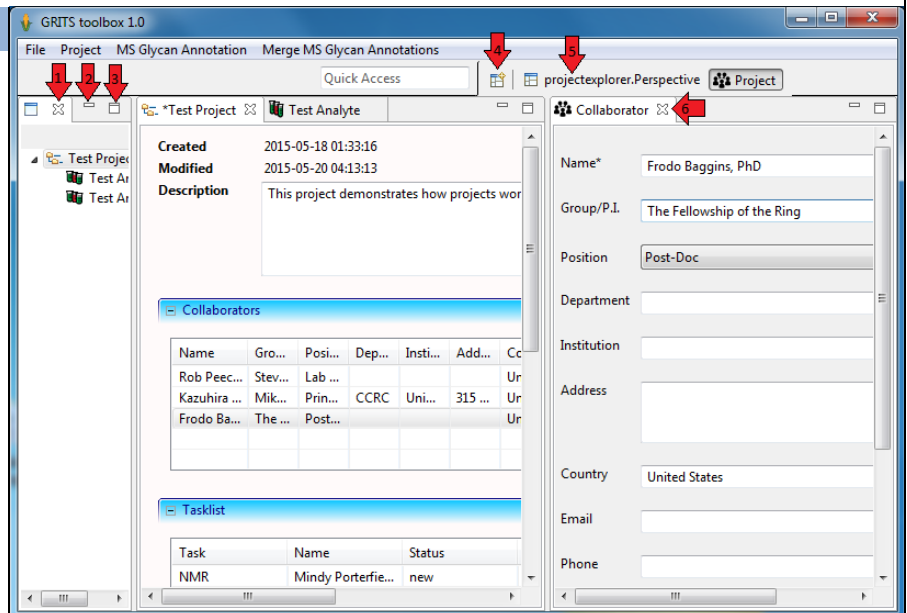 GRITS toolbox 1.0
File Project MS Glycan Annotation Merge MS Glycan Annotations
1 2 3 4 5
Quick Access
projectexplorer.Perspective Project
Test Projec
Test An
Test An
*Test Project Test Analyte
Created 2015-05-18 01:33:16
Modified 2015-05-20 04:13:13
Description This project demonstrates how projects wor
Collaborators
Name Gro... Posi... Dep... Insti... Add... Co
Rob Peec... Stev... Lab ... Un
Kazuhira ... Mik... Prin... CCRC Uni... 315 ... Un
Frodo Ba... The ... Post... Un
Tasklist
Task Name Status
NMR Mindy Porterfie... new
Collaborator 6
Name* Frodo Baggins, PhD
Group/P.I. The Fellowship of the Ring
Position Post-Doc
Department
Institution
Address
Country United States
Email
Phone